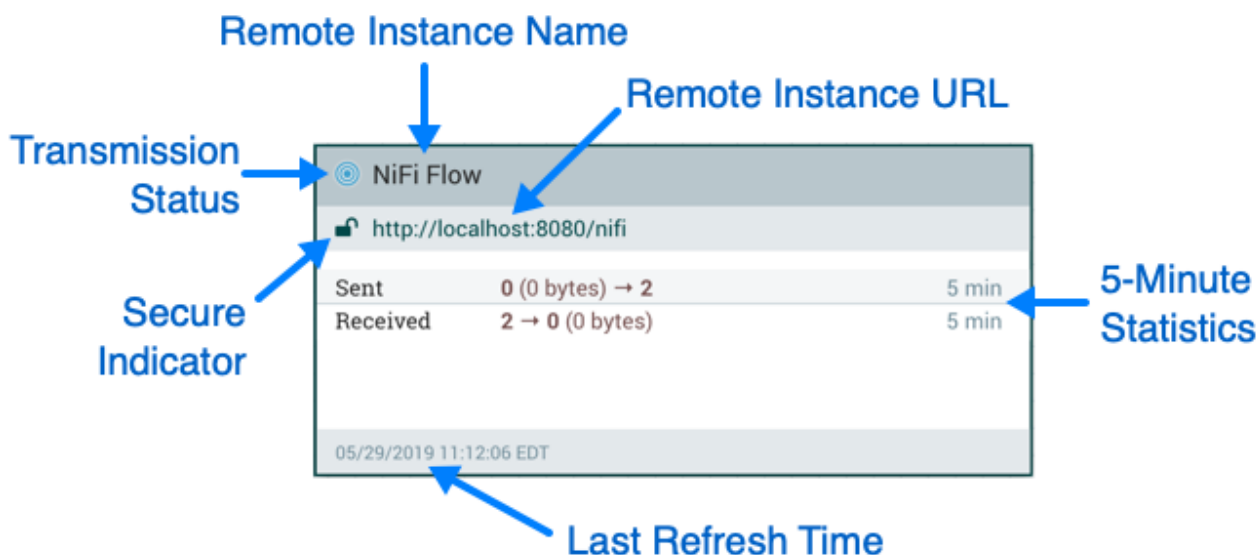 Remote Instance Name
Remote Instance URL
Transmission
Status
NiFi Flow
http://localhost:8080/nifi
Secure
Indicator
Sent 0 (0 bytes) → 2 5 min
Received 2 → 0 (0 bytes) 5 min
5-Minute
Statistics
05/29/2019 11:12:06 EDT
Last Refresh Time